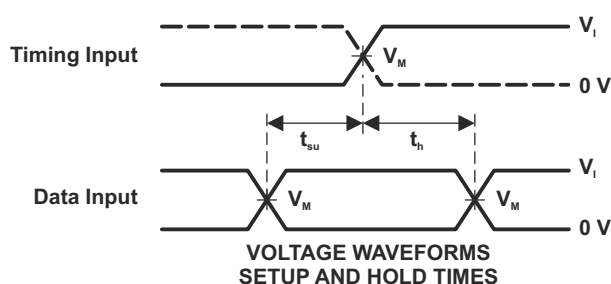 V_I
Timing Input
V_M
0 V
t_su
t_h
V_I
Data Input
V_M
V_M
0 V
VOLTAGE WAVEFORMS
SETUP AND HOLD TIMES